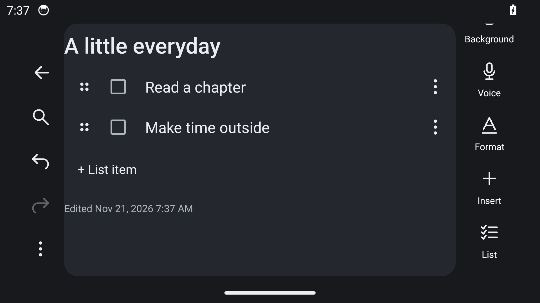 7:37
A little everyday
Read a chapter
Make time outside
+ List item
Edited Nov 21, 2026 7:37 AM
Background
Voice
Format
Insert
List